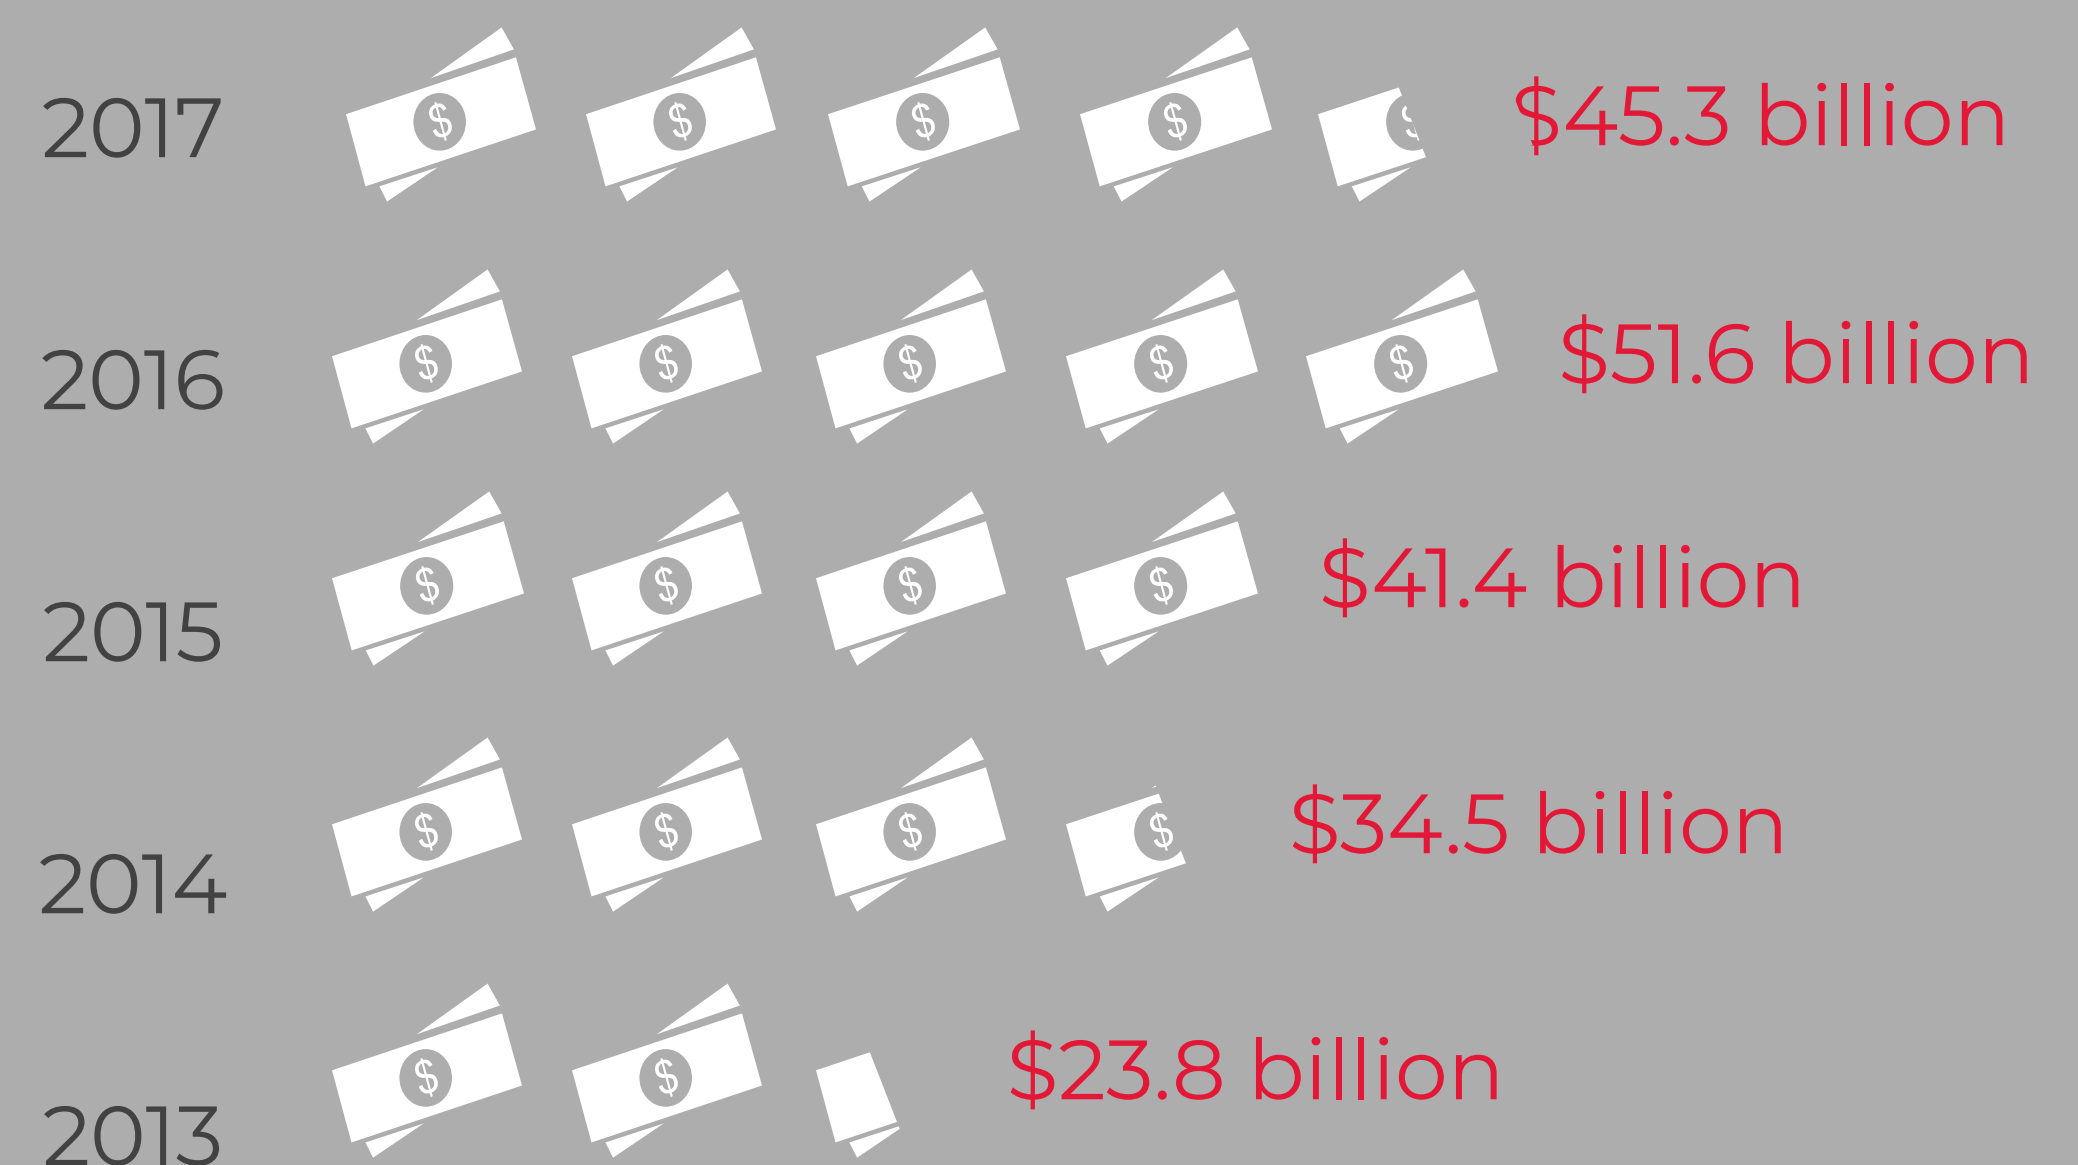 2017 $45.3 billion
2016 $51.6 billion
2015 $41.4 billion
2014 $34.5 billion
2013 $23.8 billion